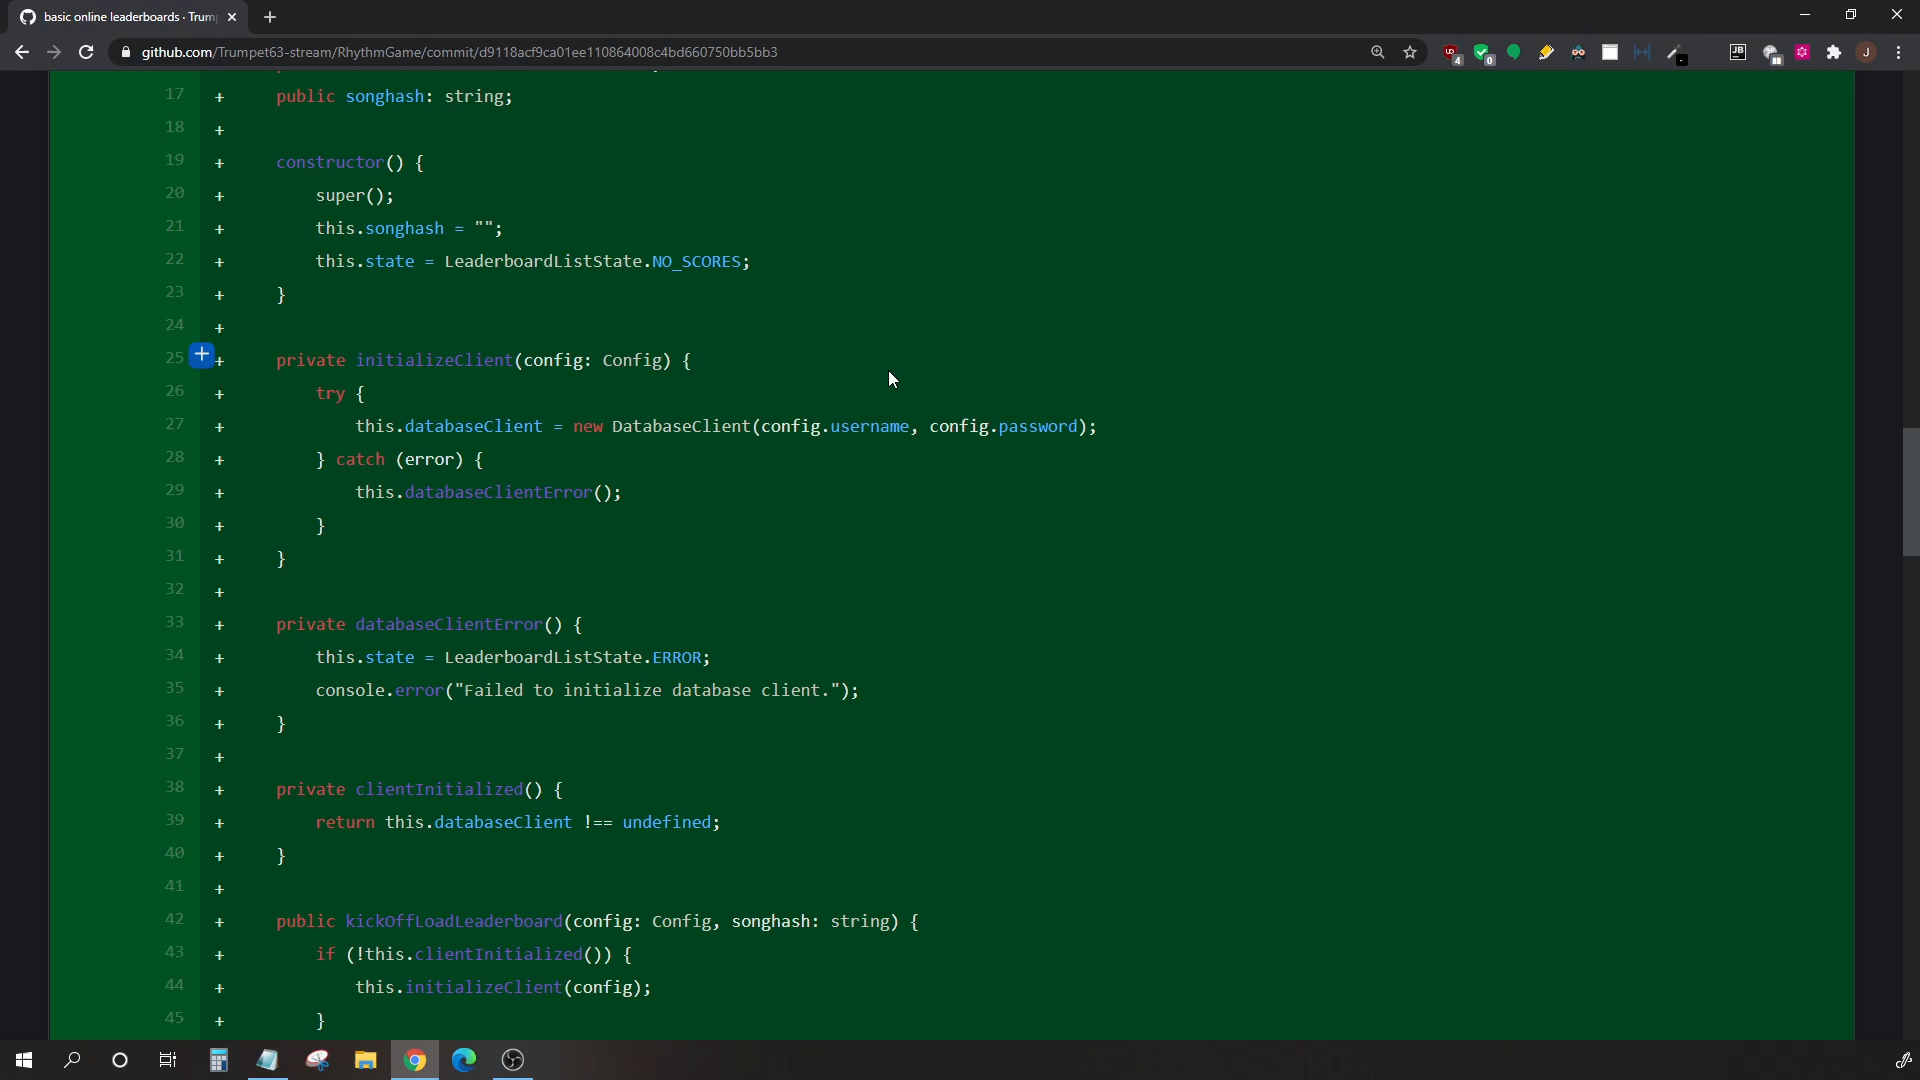 basic online leaderboards · Trump
github.com/Trumpet63-stream/RhythmGame/commit/d9118acf9ca01ee110864008c4bd660750bb5bb3
4
0
JB
J
17 + public songhash: string;
18 +
19 + constructor() {
20 + super();
21 + this.songhash = "";
22 + this.state = LeaderboardListState.NO_SCORES;
23 + }
24 +
25 + private initializeClient(config: Config) {
26 + try {
27 + this.databaseClient = new DatabaseClient(config.username, config.password);
28 + } catch (error) {
29 + this.databaseClientError();
30 + }
31 + }
32 +
33 + private databaseClientError() {
34 + this.state = LeaderboardListState.ERROR;
35 + console.error("Failed to initialize database client.");
36 + }
37 +
38 + private clientInitialized() {
39 + return this.databaseClient !== undefined;
40 + }
41 +
42 + public kickOffLoadLeaderboard(config: Config, songhash: string) {
43 + if (!this.clientInitialized()) {
44 + this.initializeClient(config);
45 + }